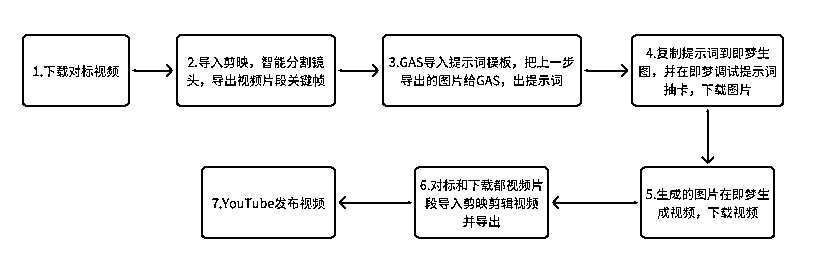 1.下载对标视频
2.导入剪映，智能分割镜
头，导出视频片段关键帧
3.GAS导入提示词模板，把上一步
导出的图片给GAS，出提示词
4.复制提示词到即梦生
图，并在即梦调试提示词
抽卡，下载图片
5.生成的图片在即梦生
成视频，下载视频
6.对标和下载都视频片
段导入剪映剪辑视频
并导出
7.YouTube发布视频